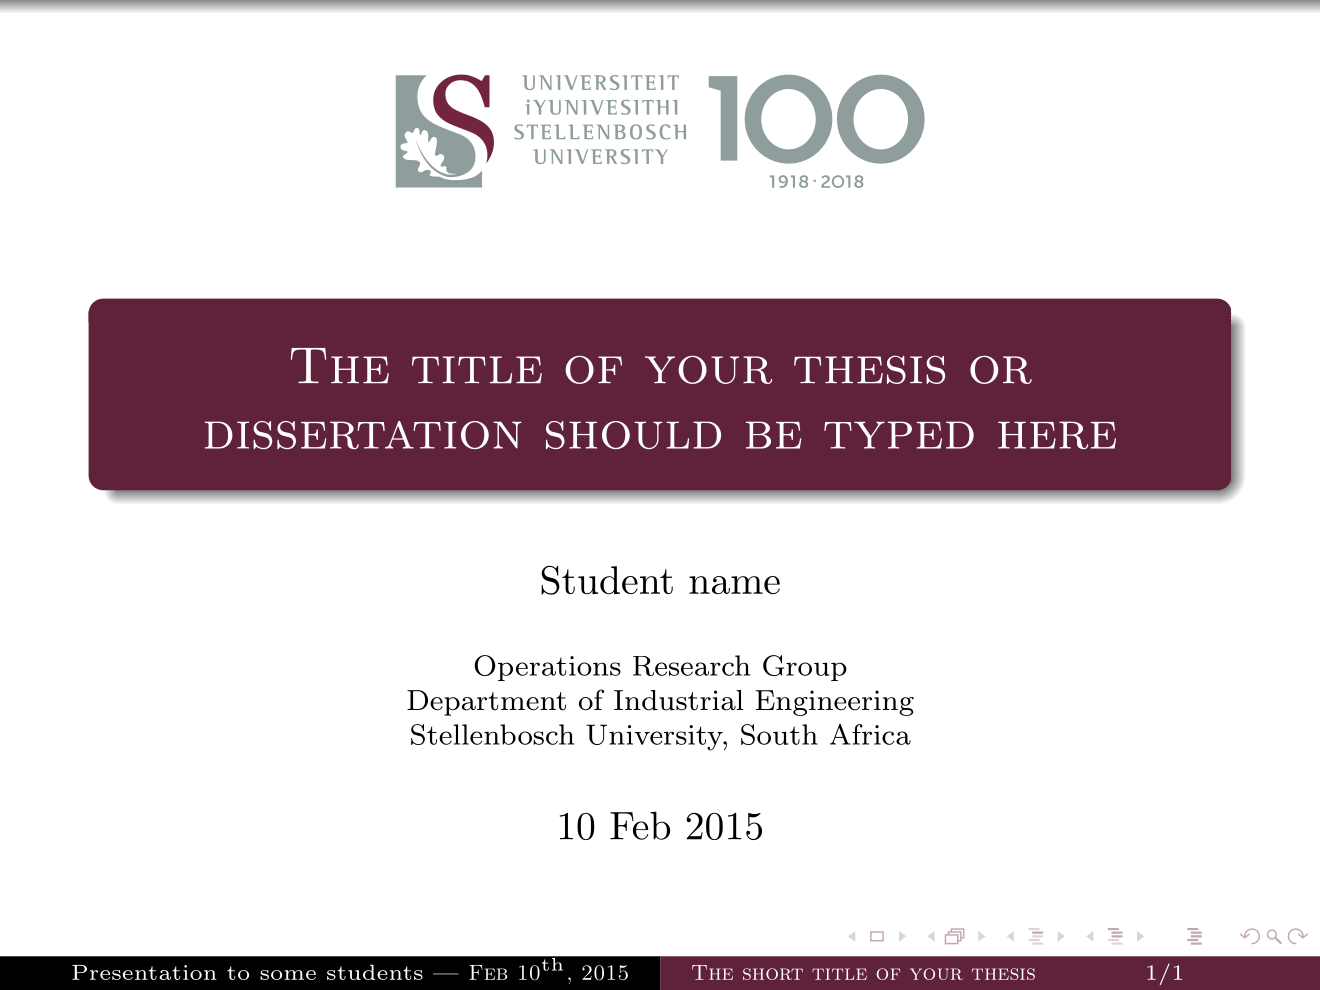 UNIVERSITEIT
iYUNIVESITHI
STELLENBOSCH
UNIVERSITY
100
1918 · 2018
The title of your thesis or
dissertation should be typed here
Student name
Operations Research Group
Department of Industrial Engineering
Stellenbosch University, South Africa
10 Feb 2015
Presentation to some students — Feb 10th, 2015
The short title of your thesis
1/1